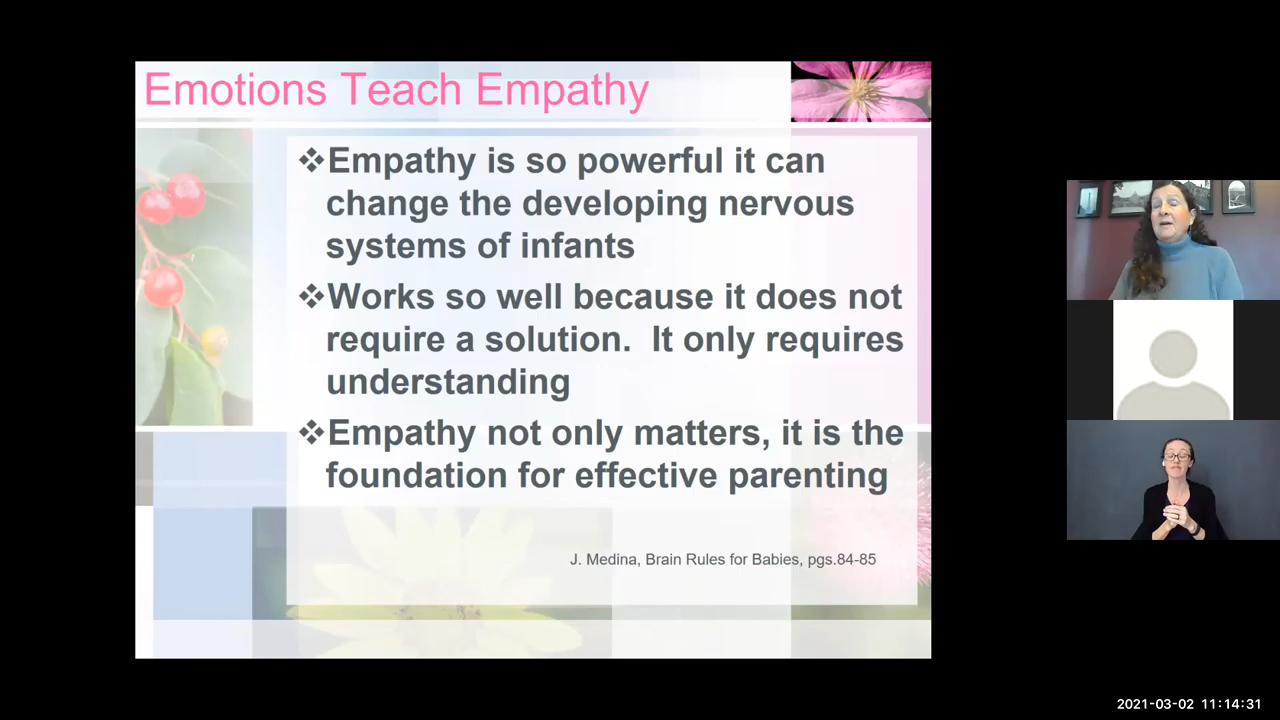 Emotions Teach Empathy
❖Empathy is so powerful it can
change the developing nervous
systems of infants
❖Works so well because it does not
require a solution.  It only requires
understanding
❖Empathy not only matters, it is the
foundation for effective parenting
J. Medina, Brain Rules for Babies, pgs.84-85
2021-03-02 11:14:31